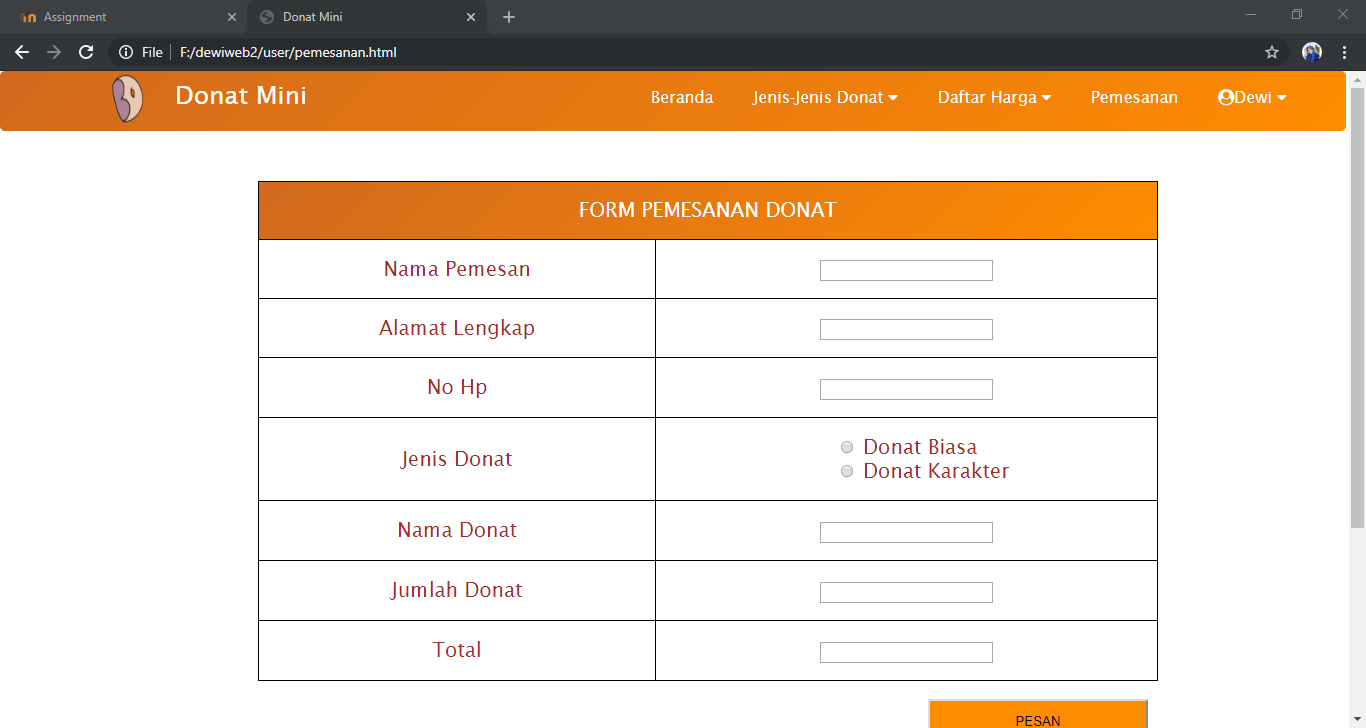 Assignment
Donat Mini
File F:/dewiweb2/user/pemesanan.html
Donat Mini
Beranda Jenis-Jenis Donat Daftar Harga Pemesanan Dewi
FORM PEMESANAN DONAT
Nama Pemesan
Alamat Lengkap
No Hp
Jenis Donat
Donat Biasa
Donat Karakter
Nama Donat
Jumlah Donat
Total
PESAN